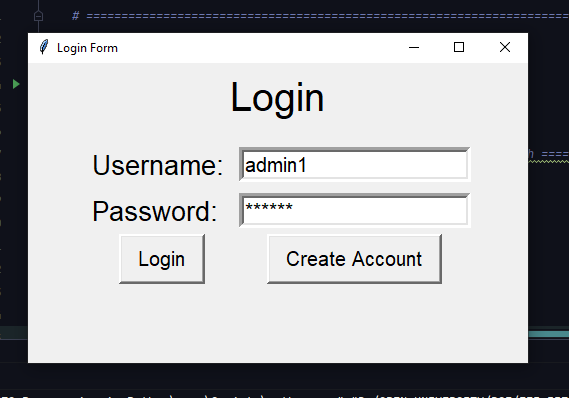 # ==
Login Form
Login
Username: admin1
Password: ******
Login Create Account